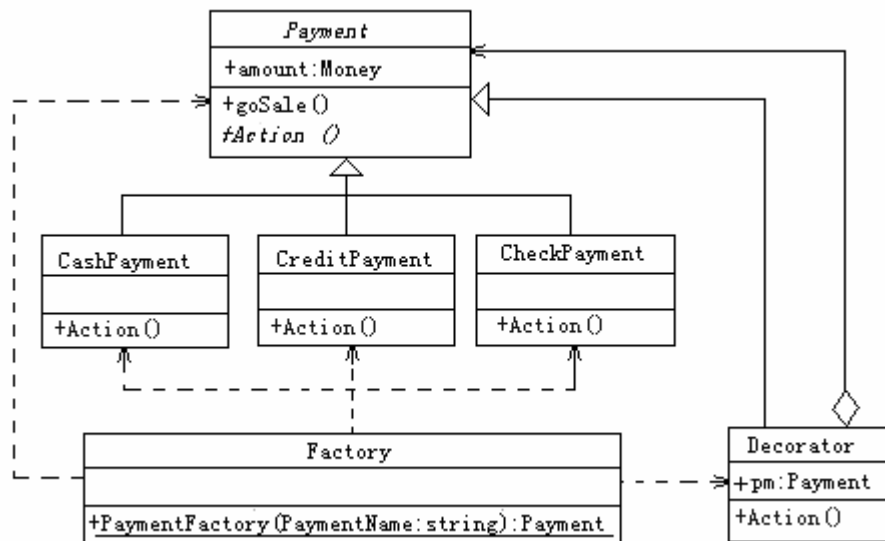 Payment
+amount:Money
+goSale()
+Action ()
CashPayment
+Action()
CreditPayment
+Action()
CheckPayment
+Action()
Factory
+PaymentFactory(PaymentName:string):Payment
Decorator
+pm:Payment
+Action()